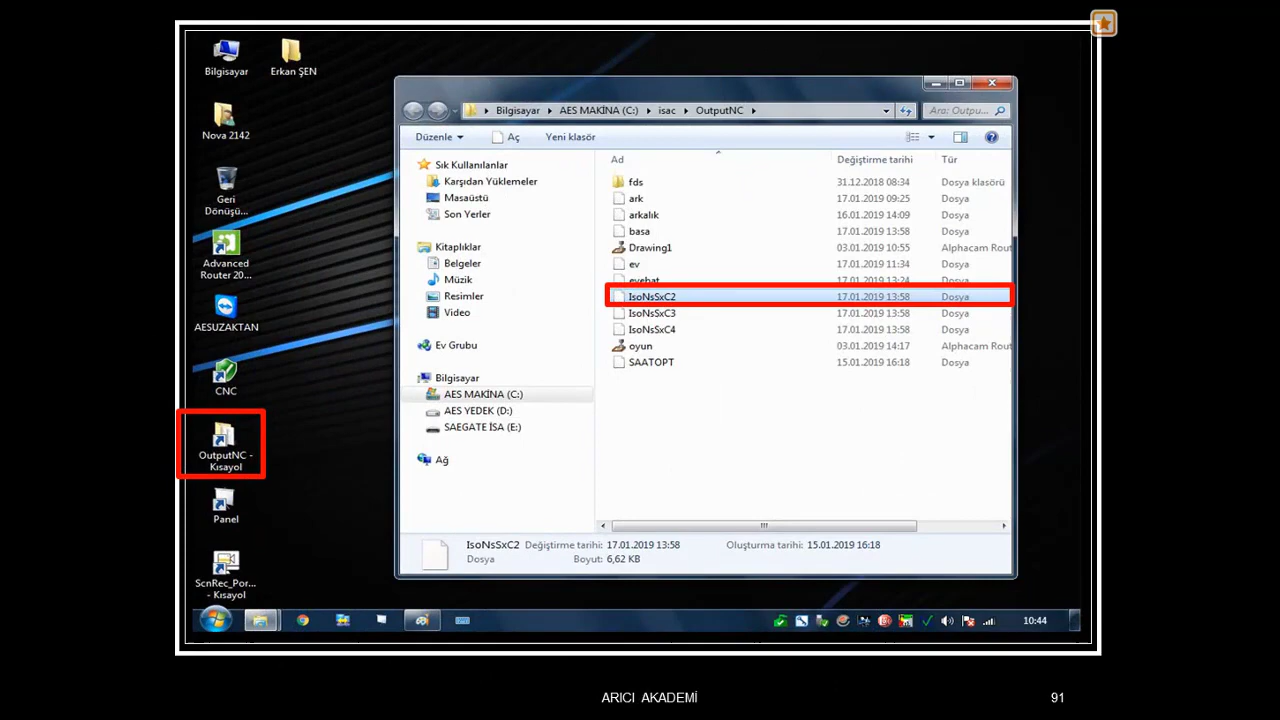 Bilgisayar
Erkan ŞEN
Nova 2142
Geri
Dönüşü...
Advanced
Router 20...
AESUZAKTAN
CNC
OutputNC -
Kısayol
Panel
ScnRec_Por...
- Kısayol
Bilgisayar
AES MAKİNA (C:)
isac
OutputNC
Ara: Outpu...
Düzenle
Aç
Yeni klasör
Sık Kullanılanlar
Karşıdan Yüklemeler
Masaüstü
Son Yerler
Kitaplıklar
Belgeler
Müzik
Resimler
Video
Ev Grubu
Bilgisayar
AES MAKİNA (C:)
AES YEDEK (D:)
SAEGATE İSA (E:)
Ağ
Ad Değiştirme tarihi Tür
fds 31.12.2018 08:34 Dosya klasörü
ark 17.01.2019 09:25 Dosya
arkalık 16.01.2019 14:09 Dosya
basa 17.01.2019 13:58 Dosya
Drawing1 03.01.2019 10:55 Alphacam Rout
ev 17.01.2019 11:34 Dosya
evebat 17.01.2019 13:24 Dosya
IsoNsSxC2 17.01.2019 13:58 Dosya
IsoNsSxC3 17.01.2019 13:58 Dosya
IsoNsSxC4 17.01.2019 13:58 Dosya
oyun 03.01.2019 14:17 Alphacam Rout
SAATOPT 15.01.2019 16:18 Dosya
IsoNsSxC2 Değiştirme tarihi: 17.01.2019 13:58 Oluşturma tarihi: 15.01.2019 16:18
Dosya Boyut: 6,62 KB
10:44
ARICI AKADEMİ
91